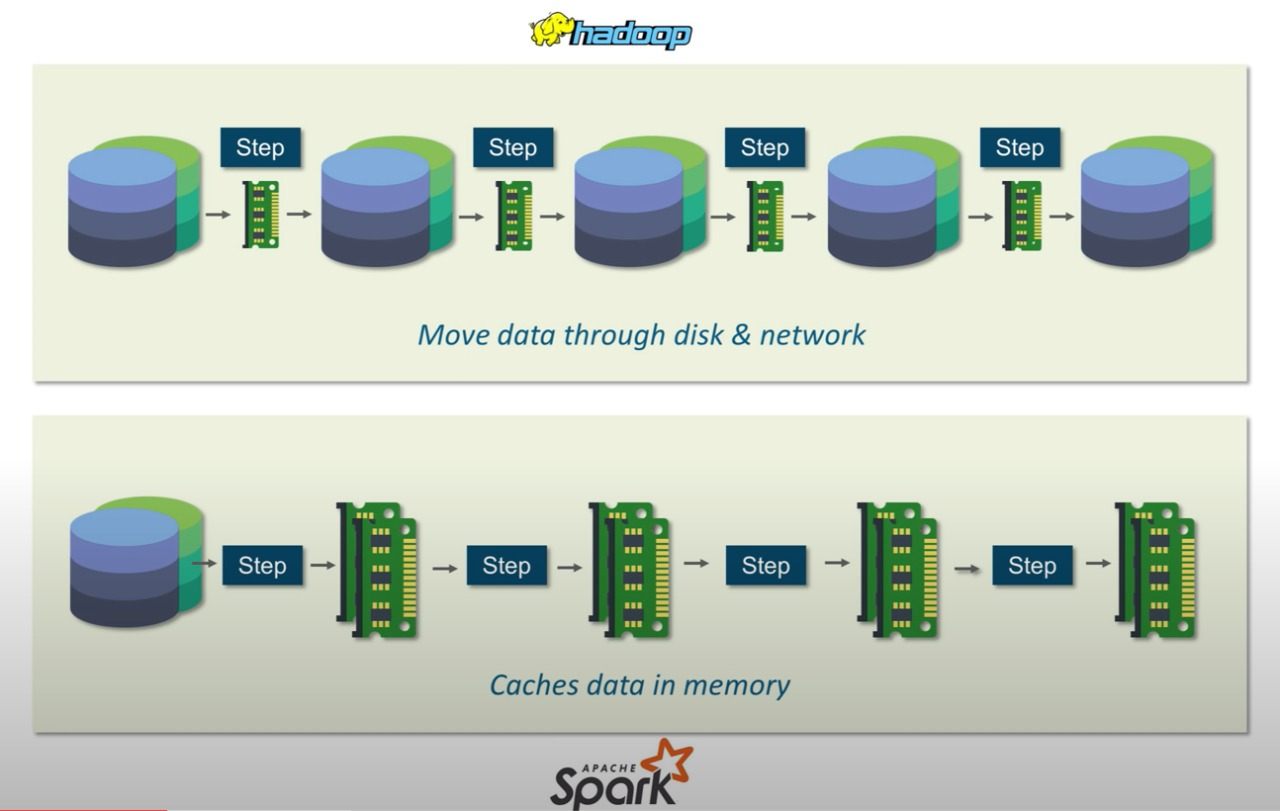 hadoop
Step Step Step Step
Move data through disk & network
Step Step Step Step
Caches data in memory
APACHE
Spark